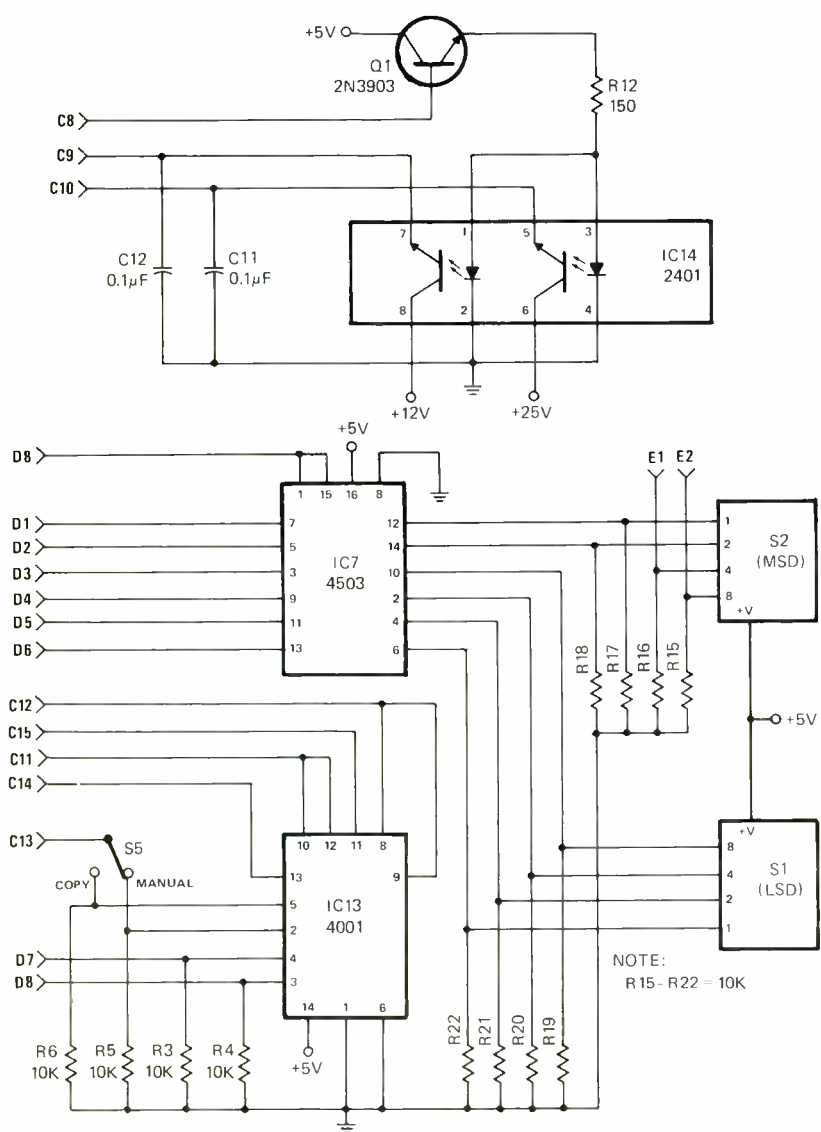 +5V
Q1
2N3903
R12
150
C8
C9
C10
C12
0.1µF
C11
0.1µF
7
1
5
3
IC14
2401
8
2
6
4
+12V
+25V
D8
+5V
1
15
16
8
E1
E2
D1
D2
D3
D4
D5
D6
7
5
3
9
11
13
IC7
4503
12
14
10
2
4
6
1
2
4
8
S2
(MSD)
+V
R18
R17
R16
R15
+5V
C12
C15
C11
C14
C13
S5
COPY
MANUAL
10
12
11
8
13
9
5
2
4
3
IC13
4001
14
1
6
+5V
D7
D8
+V
8
4
2
1
S1
(LSD)
NOTE:
R15-R22 = 10K
R6
10K
R5
10K
R3
10K
R4
10K
R22
R21
R20
R19